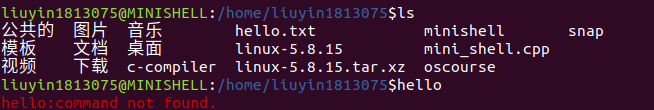 liuyin1813075@MINISHELL:/home/liuyin1813075$ls
公共的 图片 音乐 hello.txt minishell snap
模板 文档 桌面 linux-5.8.15 mini_shell.cpp
视频 下载 c-compiler linux-5.8.15.tar.xz oscourse
liuyin1813075@MINISHELL:/home/liuyin1813075$hello
hello:command not found.